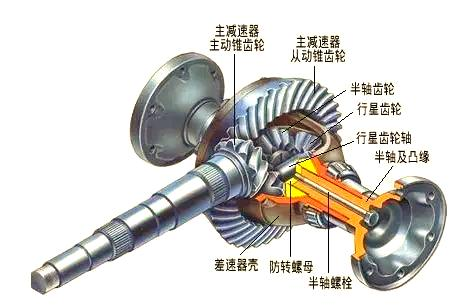 主减速器
主动锥齿轮
主减速器
从动锥齿轮
半轴齿轮
行星齿轮
行星齿轮轴
半轴及凸缘
差速器壳
防转螺母
半轴螺栓